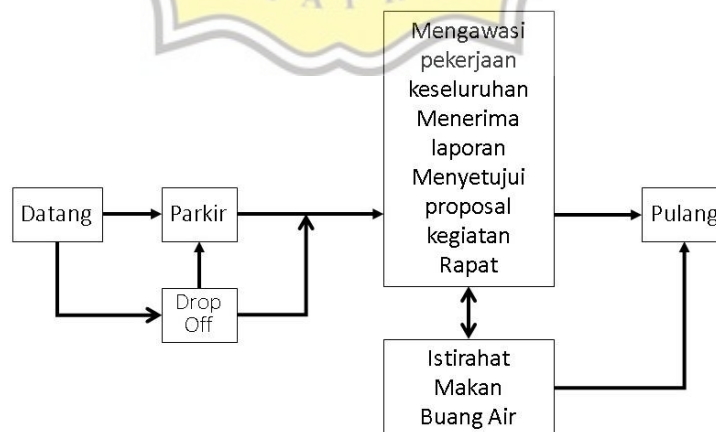 Mengawasi
pekerjaan
keseluruhan
Menerima
laporan
Menyetujui
proposal
kegiatan
Rapat
Datang
Parkir
Pulang
Drop
Off
Istirahat
Makan
Buang Air